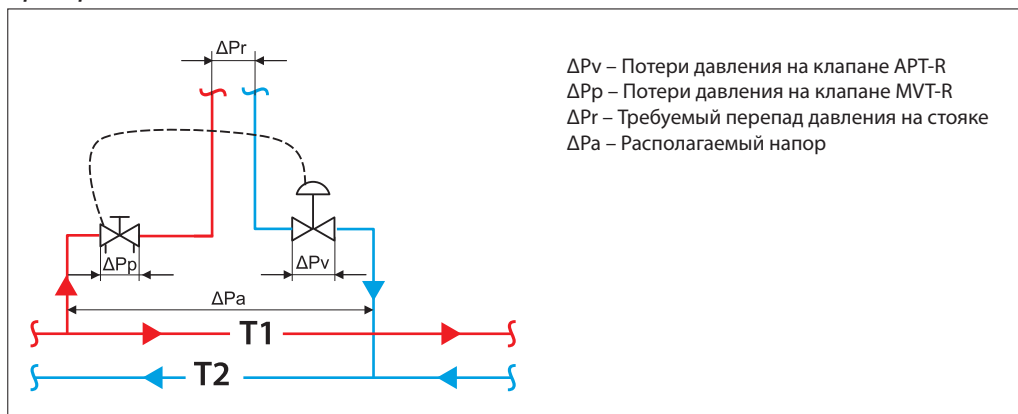 ΔPr
ΔPv – Потери давления на клапане APT-R
ΔPp – Потери давления на клапане MVT-R
ΔPr – Требуемый перепад давления на стояке
ΔPa – Располагаемый напор
ΔPp
ΔPv
ΔPa
T1
T2